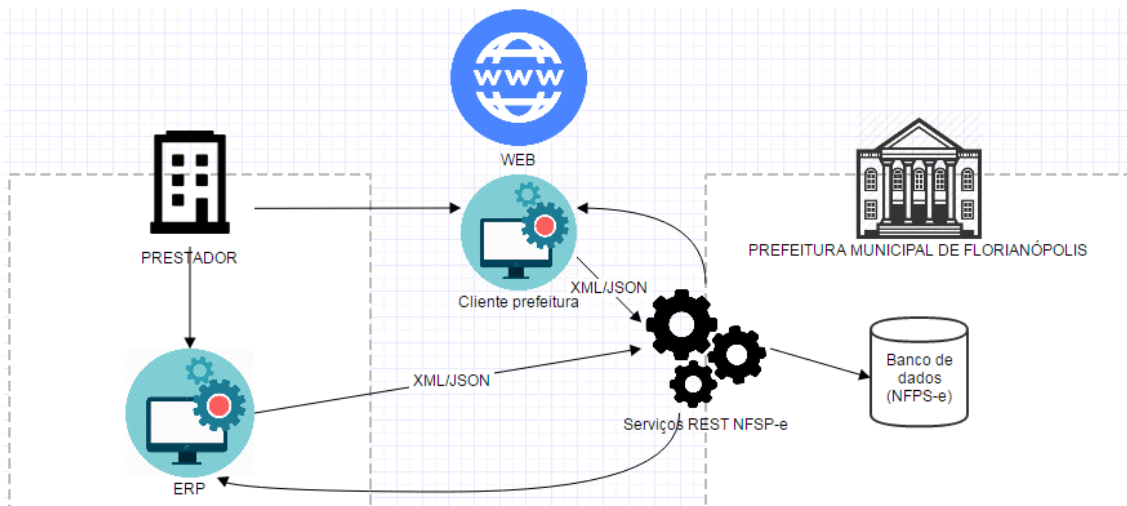 WWW
WEB
PRESTADOR
PREFEITURA MUNICIPAL DE FLORIANÓPOLIS
Cliente prefeitura
XML/JSON
XML/JSON
Banco de
dados
(NFPS-e)
Serviços REST NFSP-e
ERP